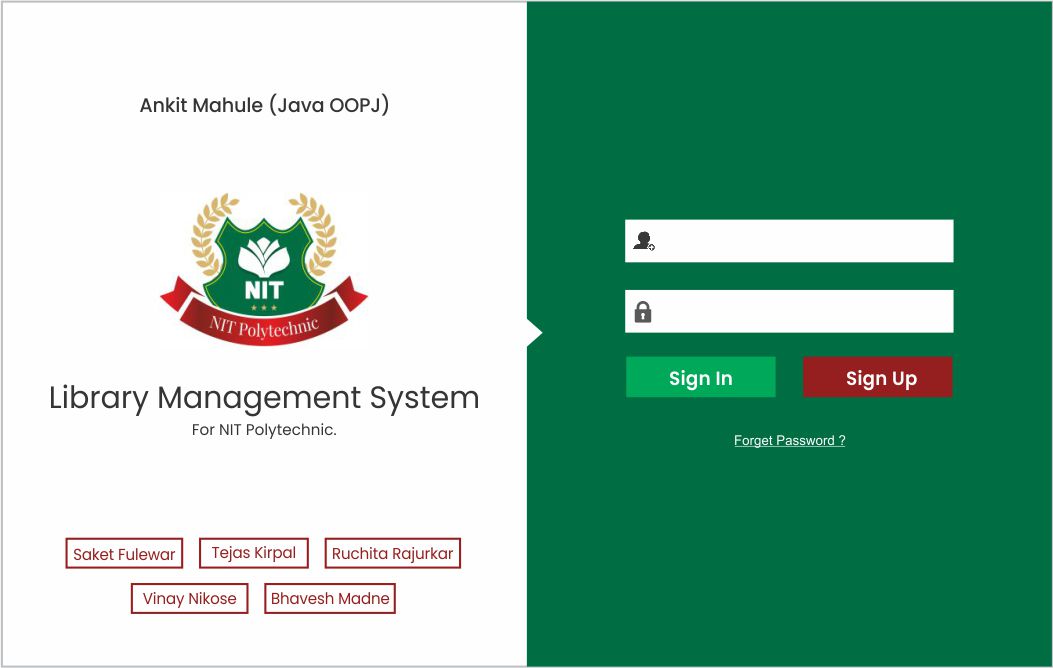 Ankit Mahule (Java OOPJ)
NIT
NIT Polytechnic
Library Management System
For NIT Polytechnic.
Saket Fulewar
Tejas Kirpal
Ruchita Rajurkar
Vinay Nikose
Bhavesh Madne
Sign In
Sign Up
Forget Password ?